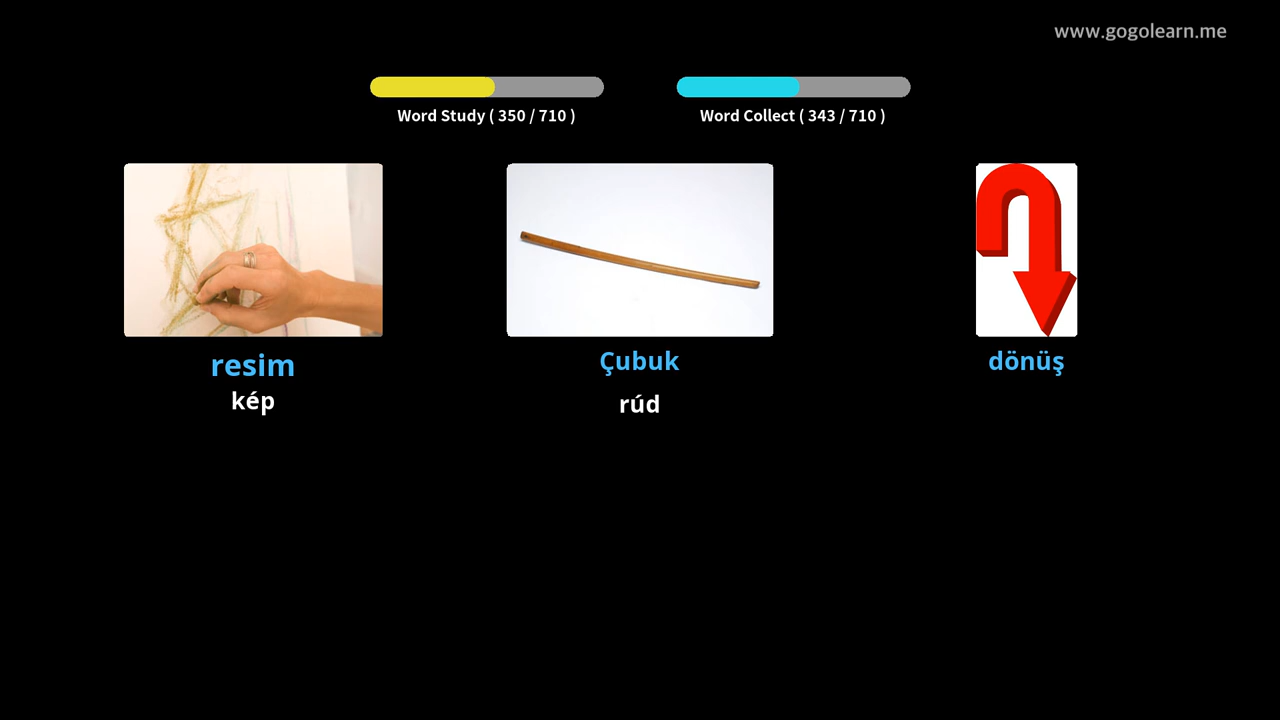 www.gogolearn.me
Word Study ( 350 / 710 )
Word Collect ( 343 / 710 )
resim
kép
Çubuk
rúd
dönüş